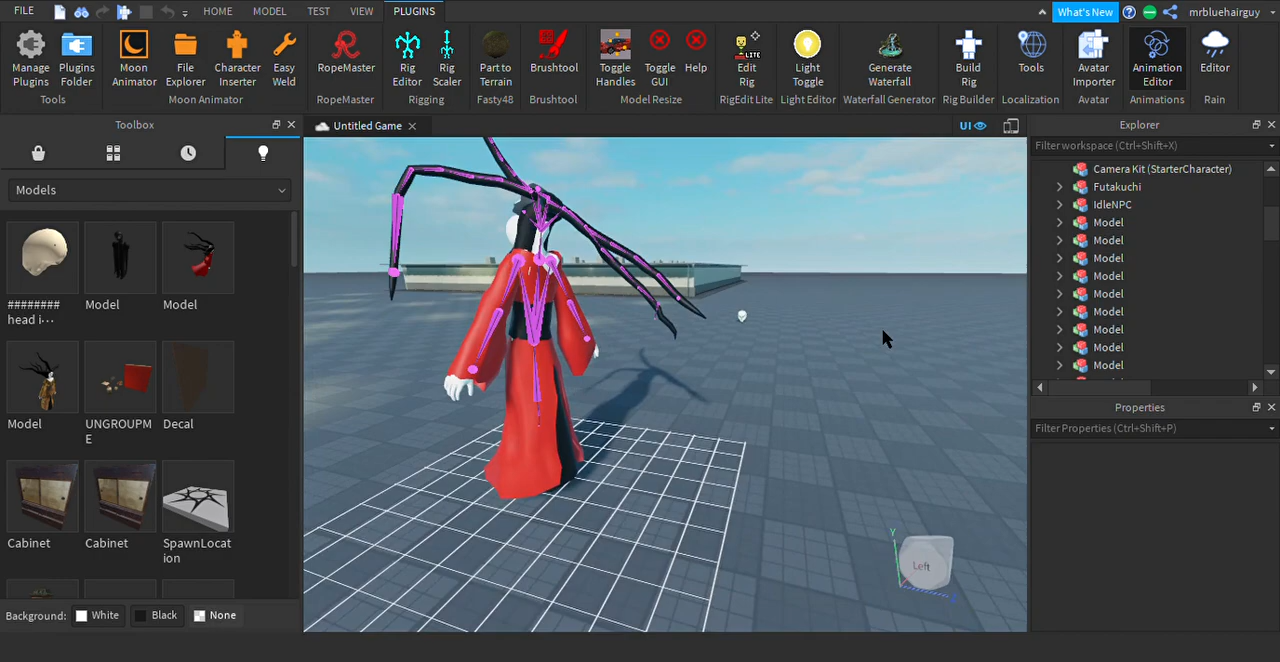 FILE HOME MODEL TEST VIEW PLUGINS What's New mrbluehairguy
Manage Plugins
Plugins Folder
Tools
Moon Animator
File Explorer
Character Inserter
Easy Weld
Moon Animator
RopeMaster
RopeMaster
Rig Editor
Rig Scaler
Rigging
Part to Terrain
Fasty48
Brushtool
Brushtool
Toggle Handles
Toggle GUI
Help
Model Resize
LITE
Edit Rig
RigEdit Lite
Light Toggle
Light Editor
Generate Waterfall
Waterfall Generator
Build Rig
Rig Builder
Tools
Localization
Avatar Importer
Avatar
Animation Editor
Animations
Editor
Rain
Toolbox
Models
######## head i···
Model
Model
Model
UNGROUPM
E
Decal
Cabinet
Cabinet
SpawnLocat
ion
Background: White Black None
Untitled Game
UI
Y
Left
Explorer
Filter workspace (Ctrl+Shift+X)
Camera Kit (StarterCharacter)
Futakuchi
IdleNPC
Model
Model
Model
Model
Model
Model
Model
Model
Model
Properties
Filter Properties (Ctrl+Shift+P)